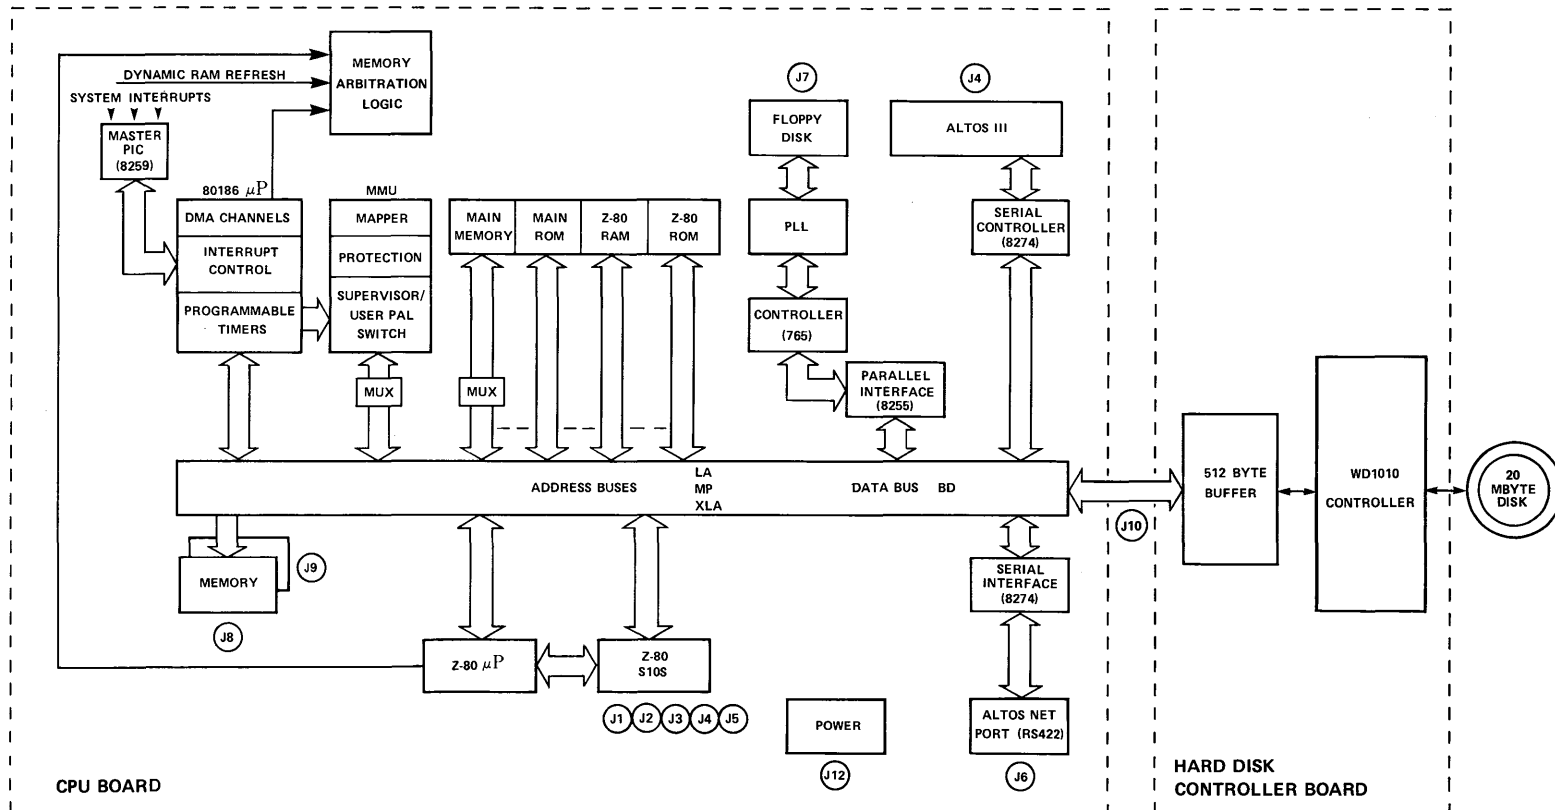 MEMORY
ARBITRATION
LOGIC
DYNAMIC RAM REFRESH
SYSTEM INTERRUPTS
MASTER
PIC
(8259)
80186 μP
DMA CHANNELS
INTERRUPT
CONTROL
PROGRAMMABLE
TIMERS
MMU
MAPPER
PROTECTION
SUPERVISOR/
USER PAL
SWITCH
MUX
MAIN
MEMORY
MAIN
ROM
Z-80
RAM
Z-80
ROM
MUX
J7
FLOPPY
DISK
PLL
CONTROLLER
(765)
PARALLEL
INTERFACE
(8255)
J4
ALTOS III
SERIAL
CONTROLLER
(8274)
ADDRESS BUSES
LA
MP
XLA
DATA BUS BD
J10
512 BYTE
BUFFER
WD1010
CONTROLLER
20
MBYTE
DISK
MEMORY
J9
J8
Z-80 μP
Z-80
S10S
J1 J2 J3 J4 J5
POWER
J12
SERIAL
INTERFACE
(8274)
ALTOS NET
PORT (RS422)
J6
CPU BOARD
HARD DISK
CONTROLLER BOARD